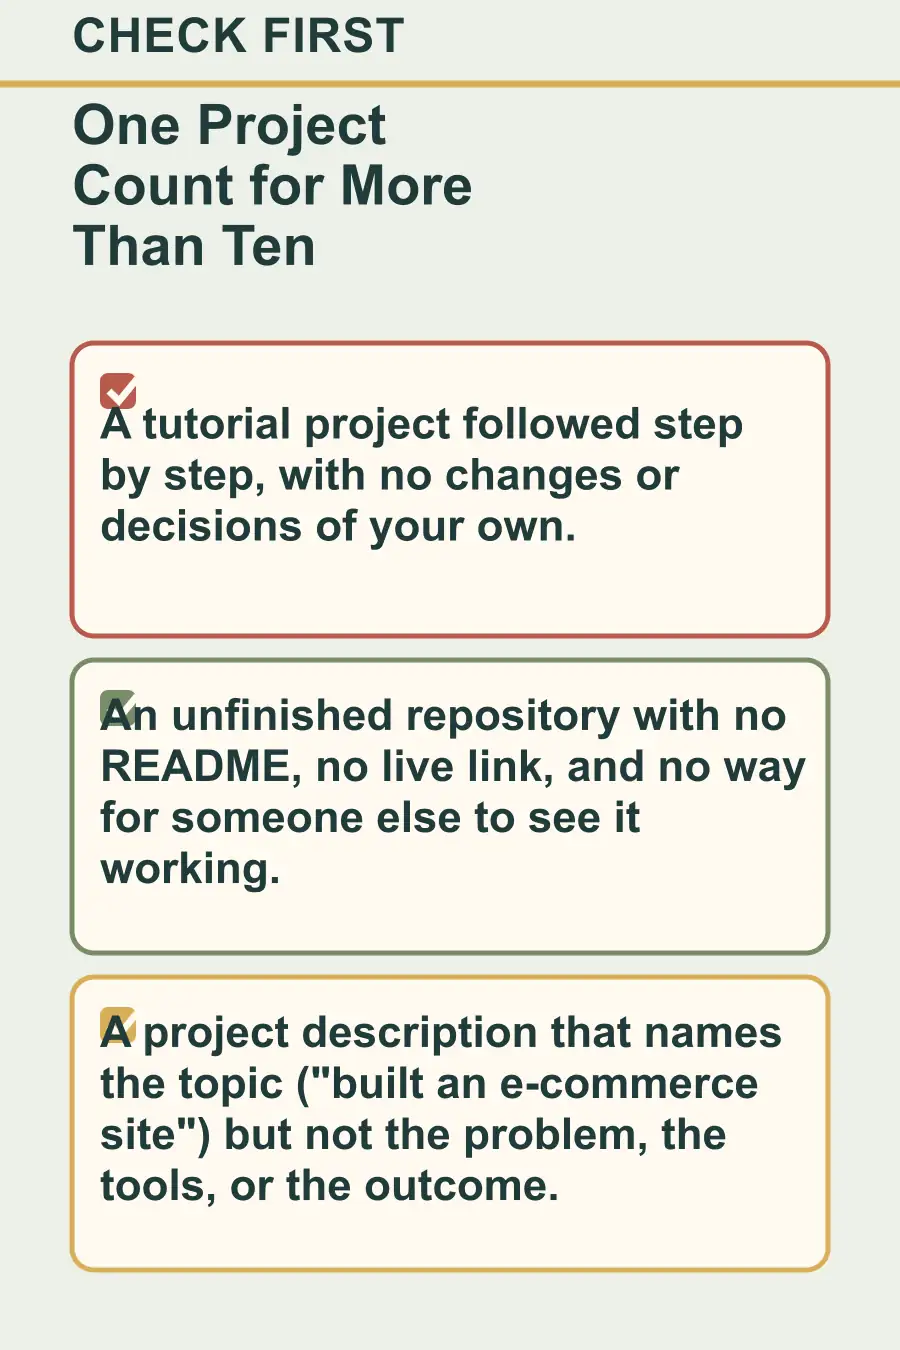 CHECK FIRST
One Project
Count for More
Than Ten
A tutorial project followed step
by step, with no changes or
decisions of your own.
An unfinished repository with no
README, no live link, and no way
for someone else to see it
working.
A project description that names
the topic ("built an e-commerce
site") but not the problem, the
tools, or the outcome.